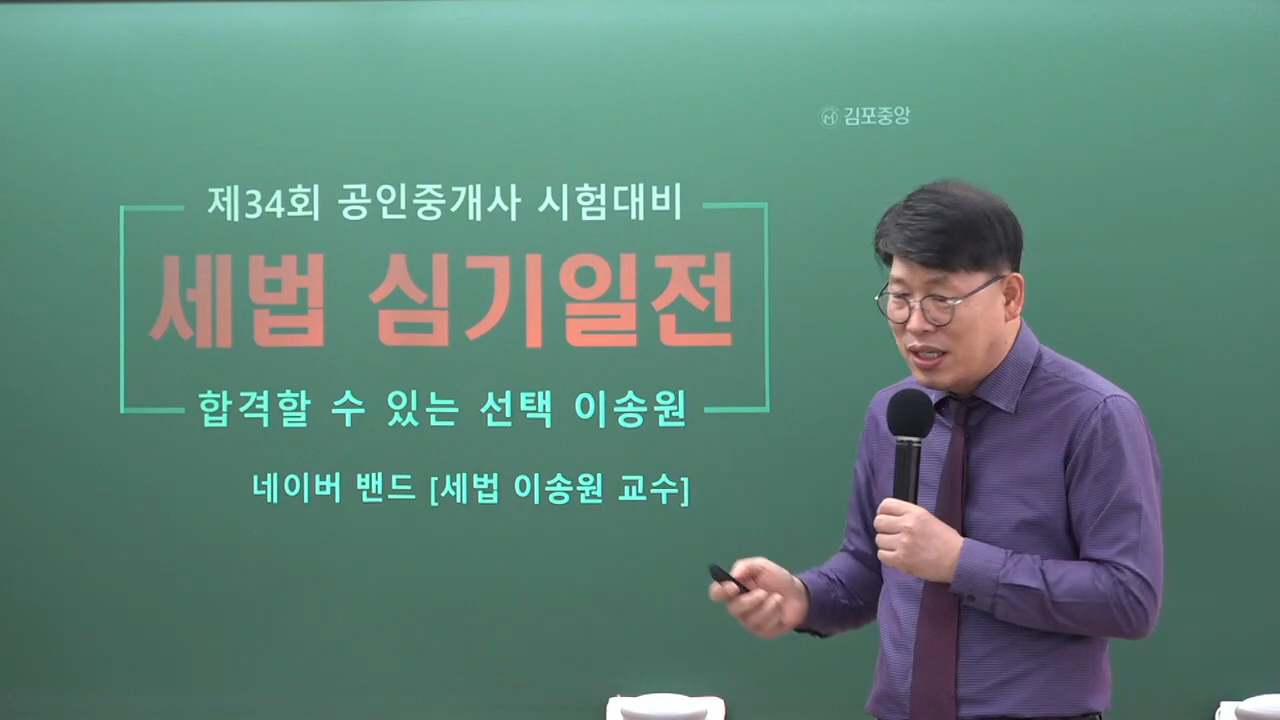 김포중앙
제34회 공인중개사 시험대비
세법 심기일전
합격할 수 있는 선택 이송원
네이버 밴드 [세법 이송원 교수]